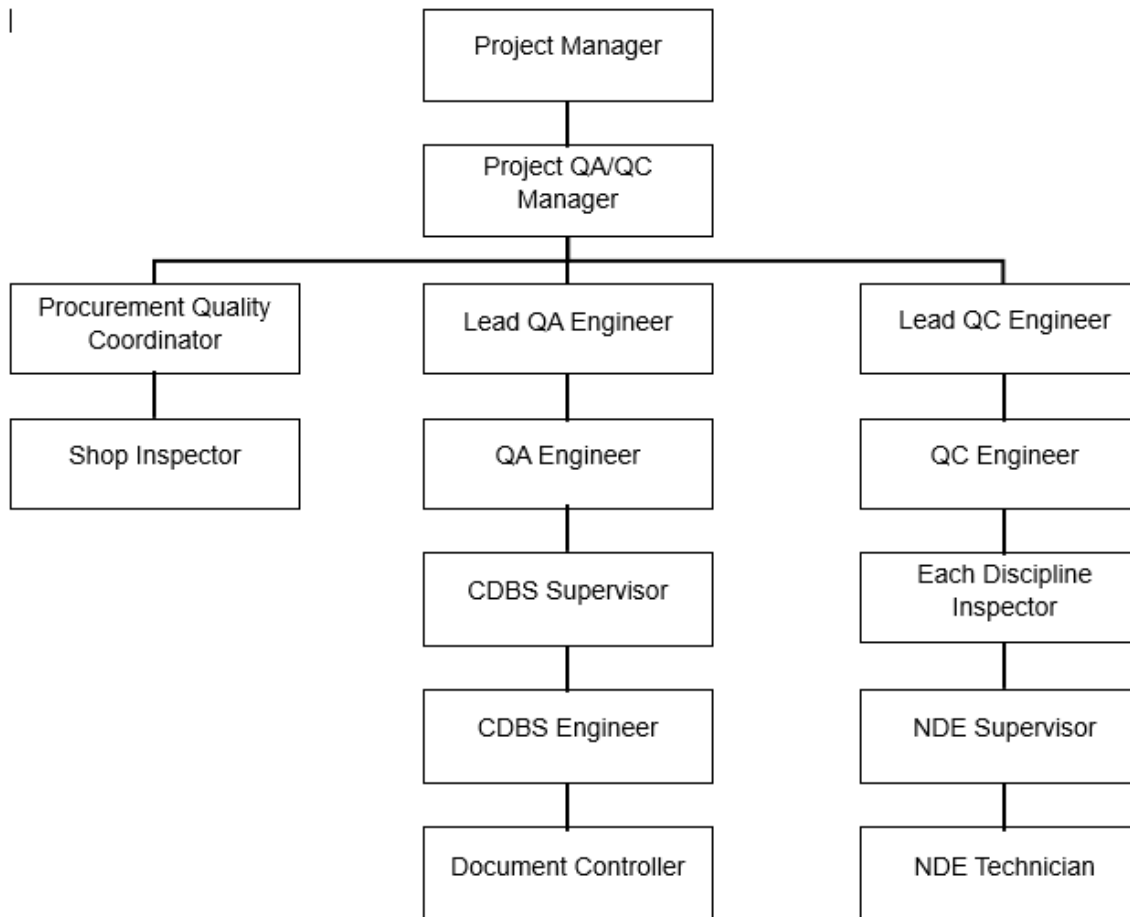 Project Manager
Project QA/QC
Manager
Procurement Quality
Coordinator
Lead QA Engineer
Lead QC Engineer
Shop Inspector
QA Engineer
QC Engineer
CDBS Supervisor
Each Discipline
Inspector
CDBS Engineer
NDE Supervisor
Document Controller
NDE Technician